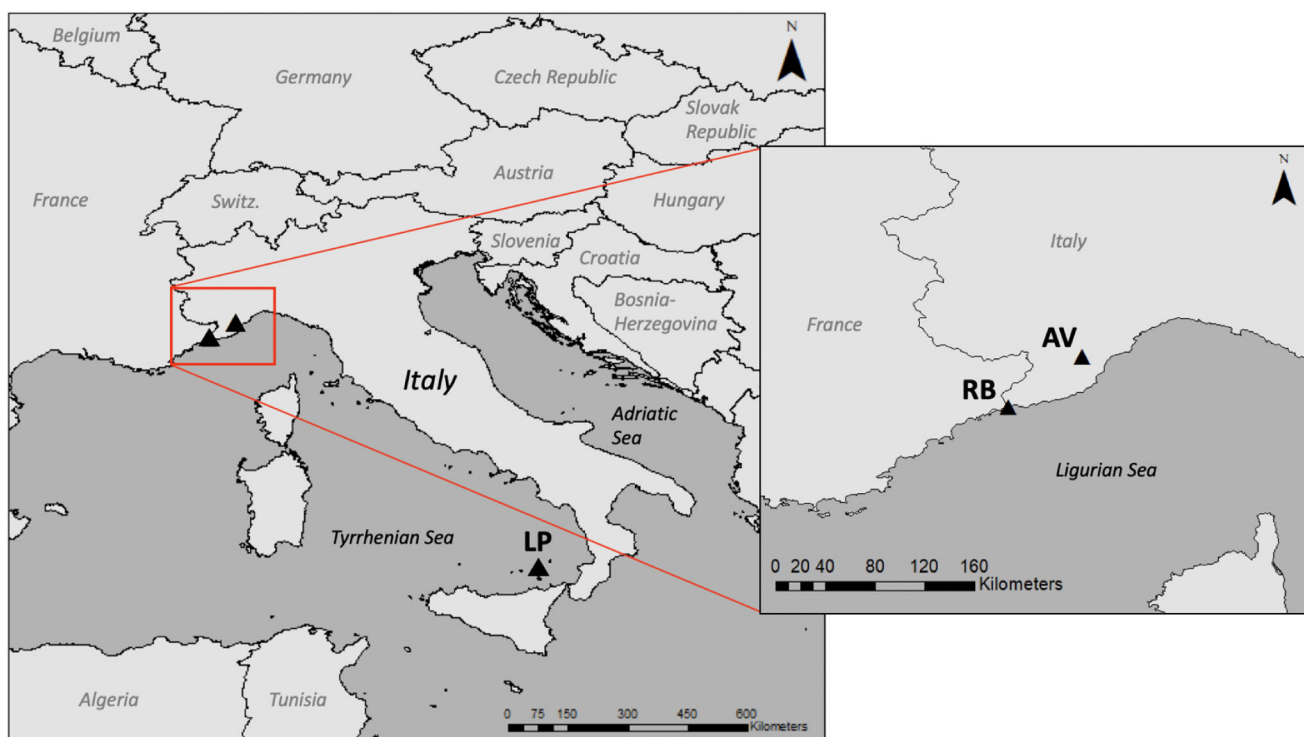 N
Belgium
Germany
Czech Republic
Slovak
Republic
Austria
France
Switz.
Hungary
Slovenia
Croatia
Bosnia-
Herzegovina
Italy
Adriatic
Sea
Tyrrhenian Sea
LP
Algeria
Tunisia
0 75 150 300 450 600
Kilometers
N
Italy
France
AV
RB
Ligurian Sea
0 20 40 80 120 160
Kilometers